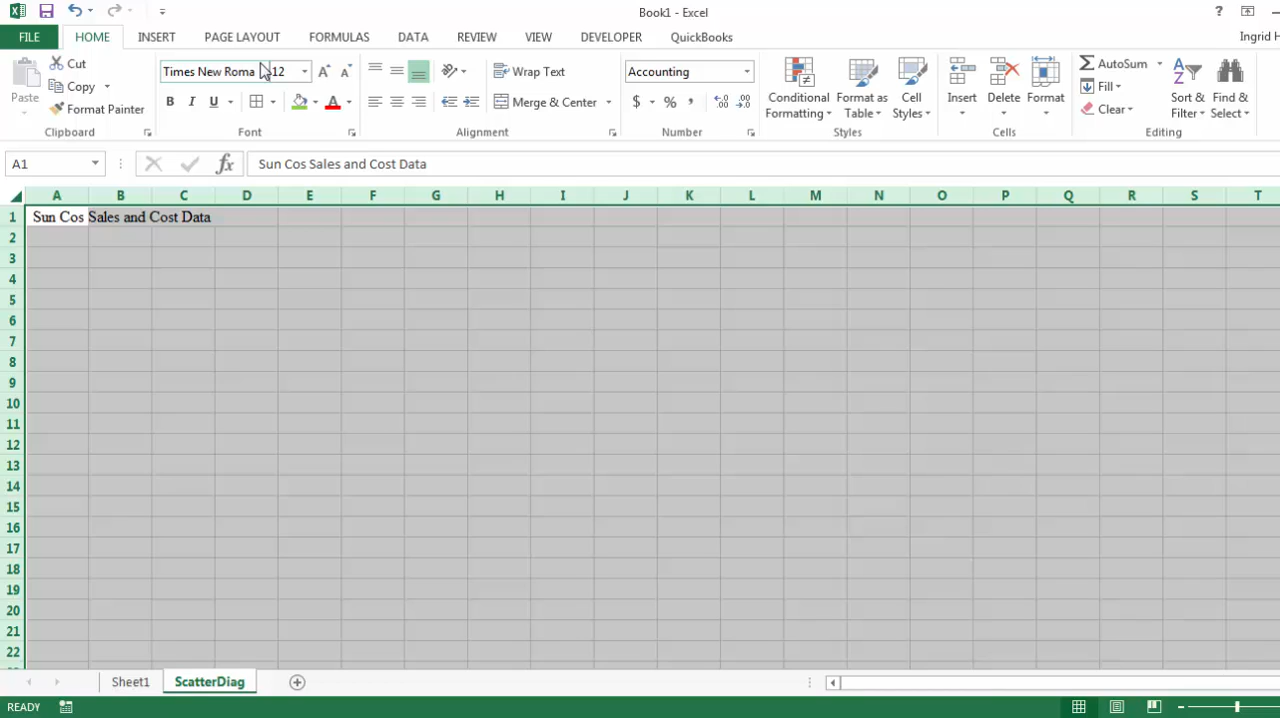 Book1 - Excel
?
FILE HOME INSERT PAGE LAYOUT FORMULAS DATA REVIEW VIEW DEVELOPER QuickBooks Ingrid H
Paste
Cut
Copy
Format Painter
Clipboard
Times New Roma 12
B I U A
Font
Wrap Text
Merge & Center
Alignment
Accounting
$ % ,
Number
Conditional Formatting
Format as Table
Cell Styles
Styles
Insert
Delete
Format
Cells
AutoSum
Fill
Clear
Sort & Filter
Find & Select
Editing
A1 fx Sun Cos Sales and Cost Data
A B C D E F G H I J K L M N O P Q R S T
1 Sun Cos Sales and Cost Data
2
3
4
5
6
7
8
9
10
11
12
13
14
15
16
17
18
19
20
21
22
Sheet1 ScatterDiag
READY